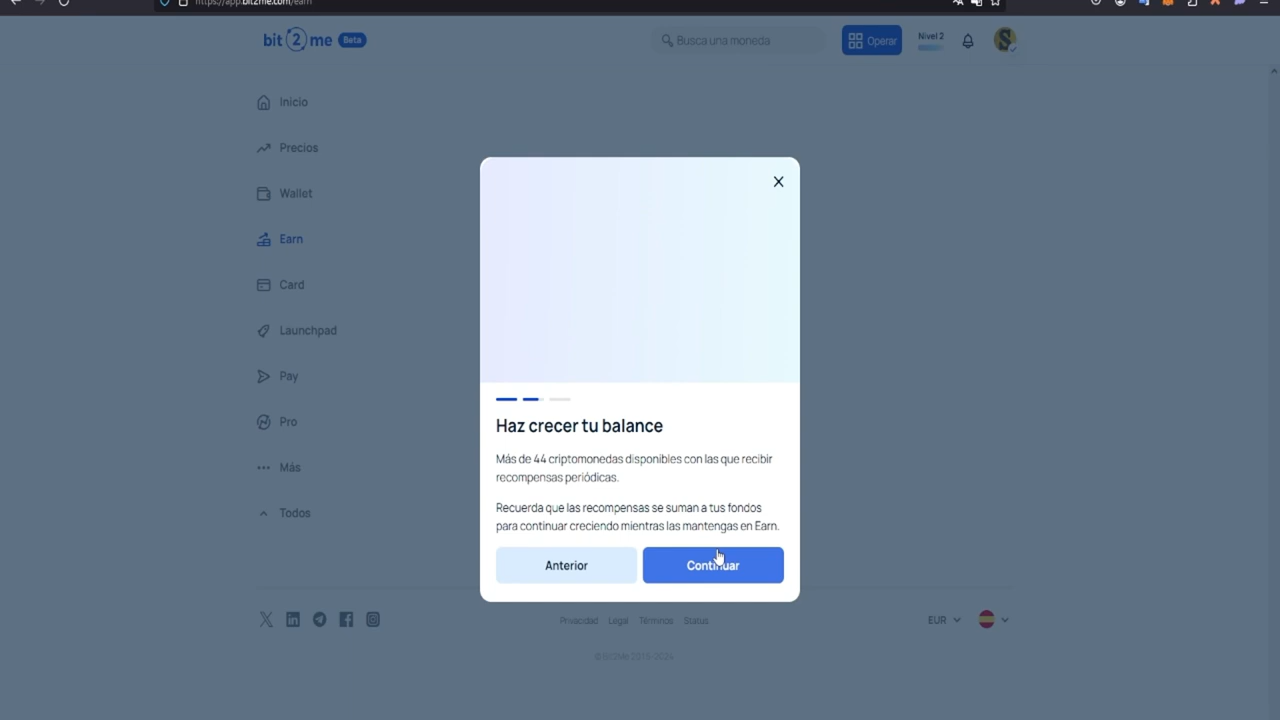 https://app.bit2me.com/earn
bit2me Beta
Busca una moneda
Operar
Nivel 2
Inicio
Precios
Wallet
Earn
Card
Launchpad
Pay
Pro
Más
Todos
Haz crecer tu balance
Más de 44 criptomonedas disponibles con las que recibir
recompensas periódicas.
Recuerda que las recompensas se suman a tus fondos
para continuar creciendo mientras las mantengas en Earn.
Anterior
Continuar
Privacidad Legal Términos Status
EUR
© Bit2Me 2015-2024